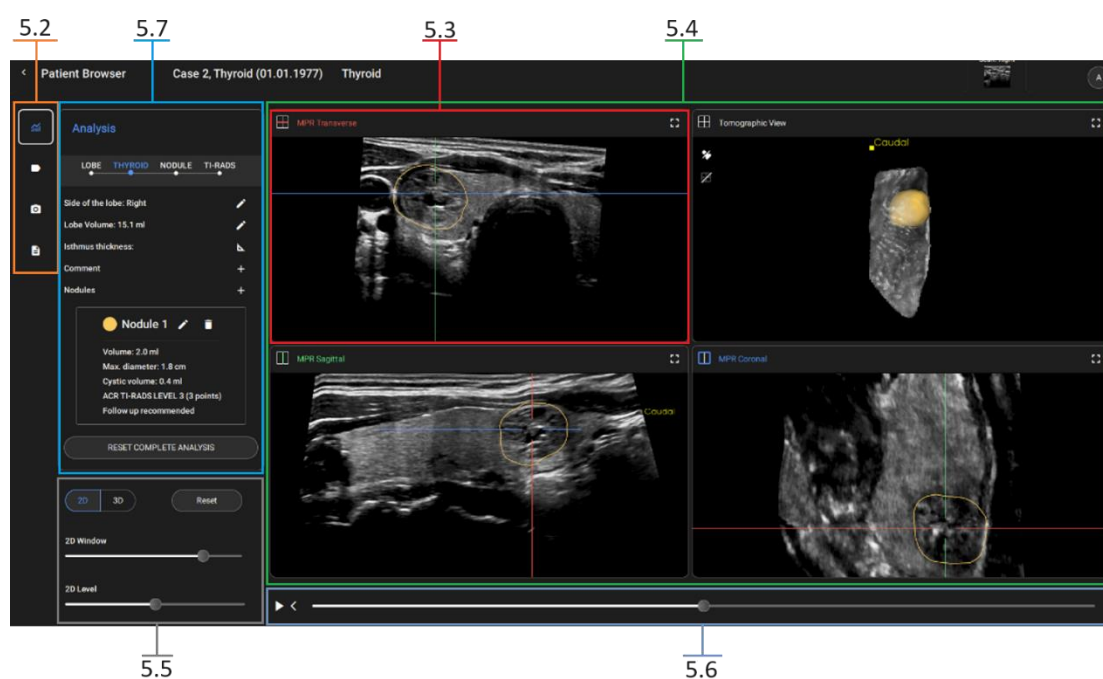 5.2
5.7
5.3
5.4
Patient Browser
Case 2, Thyroid (01.01.1977)
Thyroid
A
Analysis
LOBE THYROID NODULE TI-RADS
Side of the lobe: Right
Lobe Volume: 15.1 ml
Isthmus thickness:
Comment
Nodules
Nodule 1
Volume: 2.0 ml
Max. diameter: 1.8 cm
Cystic volume: 0.4 ml
ACR TI-RADS LEVEL 3 (3 points)
Follow up recommended
RESET COMPLETE ANALYSIS
2D
3D
Reset
2D Window
2D Level
MPR Transverse
Tomographic View
Caudal
MPR Sagittal
Caudal
MPR Coronal
5.5
5.6